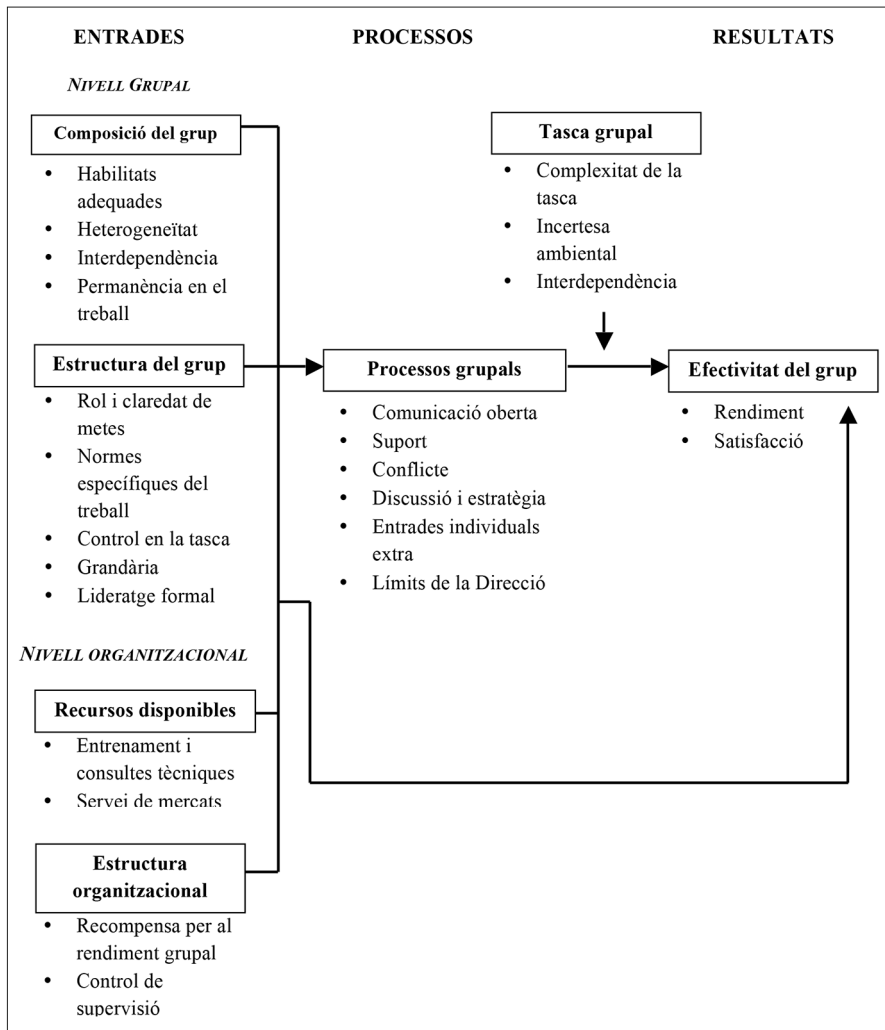 ENTRADES
PROCESSOS
RESULTATS
NIVELL GRUPAL
Composició del grup
• Habilitats
adequades
• Heterogeneïtat
• Interdependència
• Permanència en el
treball
Tasca grupal
• Complexitat de la
tasca
• Incertesa
ambiental
• Interdependència
Estructura del grup
• Rol i claredat de
metes
• Normes
específiques del
treball
• Control en la tasca
• Grandària
• Lideratge formal
Processos grupals
• Comunicació oberta
• Suport
• Conflicte
• Discussió i estratègia
• Entrades individuals
extra
• Límits de la Direcció
Efectivitat del grup
• Rendiment
• Satisfacció
NIVELL ORGANITZACIONAL
Recursos disponibles
• Entrenament i
consultes tècniques
• Servei de mercats
Estructura
organitzacional
• Recompensa per al
rendiment grupal
• Control de
supervisió